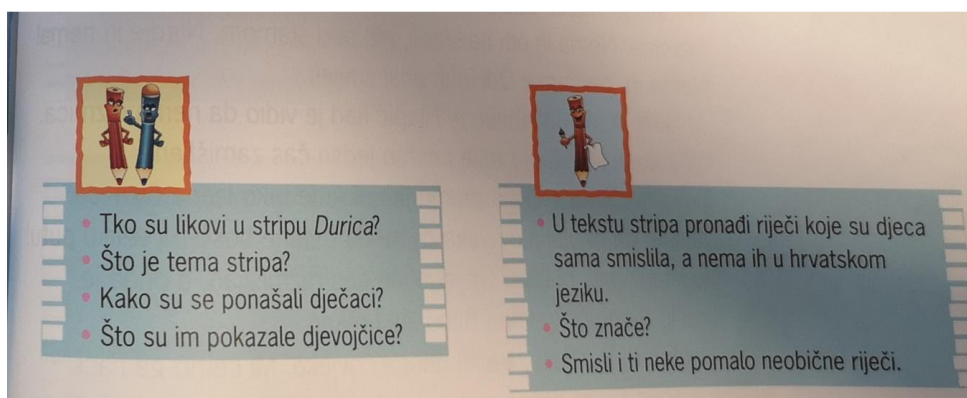 Tko su likovi u stripu Durica?
Što je tema stripa?
Kako su se ponašali dječaci?
Što su im pokazale djevojčice?
U tekstu stripa pronađi riječi koje su djeca
sama smislila, a nema ih u hrvatskom
jeziku.
Što znače?
Smisli i ti neke pomalo neobične riječi.